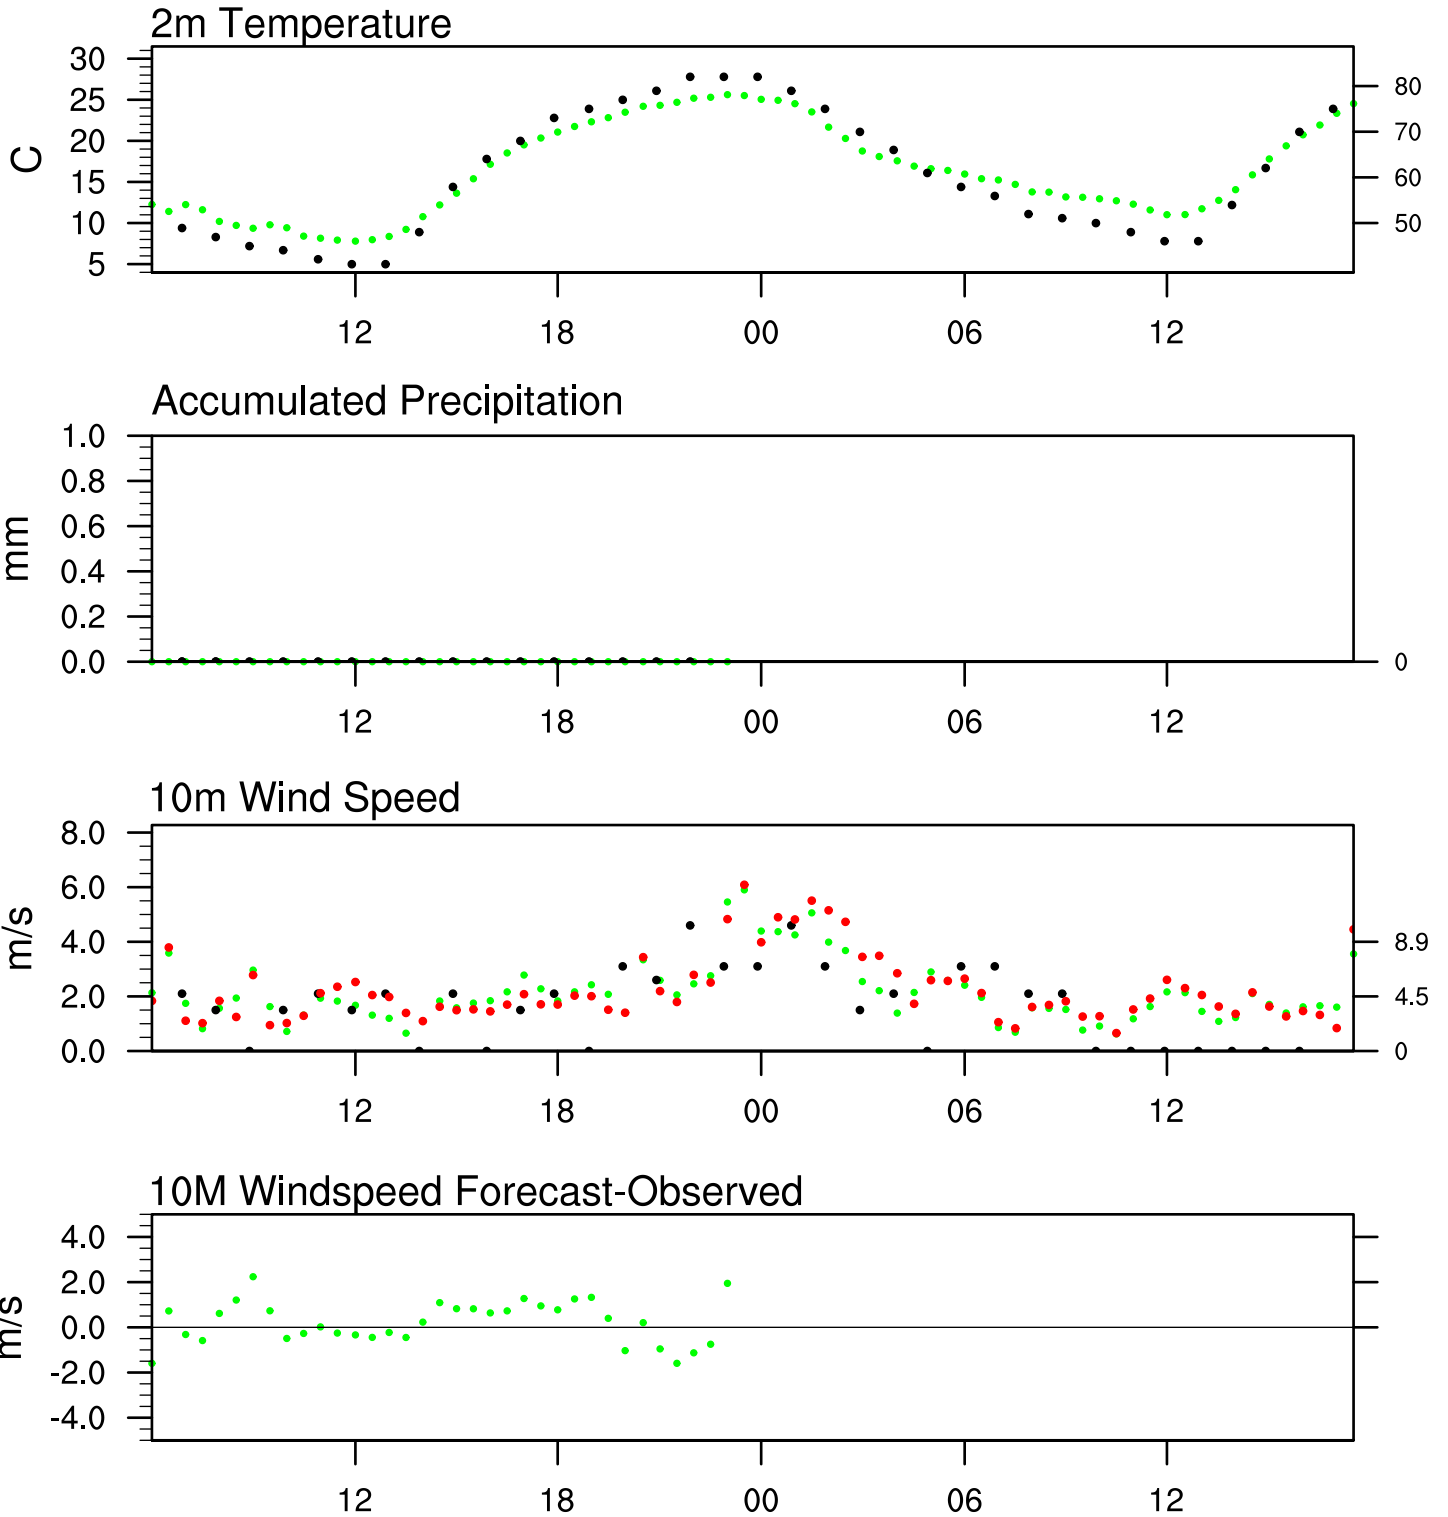 2m Temperature
30
25
20
15
10
5
C
80
70
60
50
12 18 00 06 12
Accumulated Precipitation
1.0
0.8
0.6
0.4
0.2
0.0
mm
0
12 18 00 06 12
10m Wind Speed
8.0
6.0
4.0
2.0
0.0
m/s
8.9
4.5
0
12 18 00 06 12
10M Windspeed Forecast-Observed
4.0
2.0
0.0
-2.0
-4.0
m/s
12 18 00 06 12